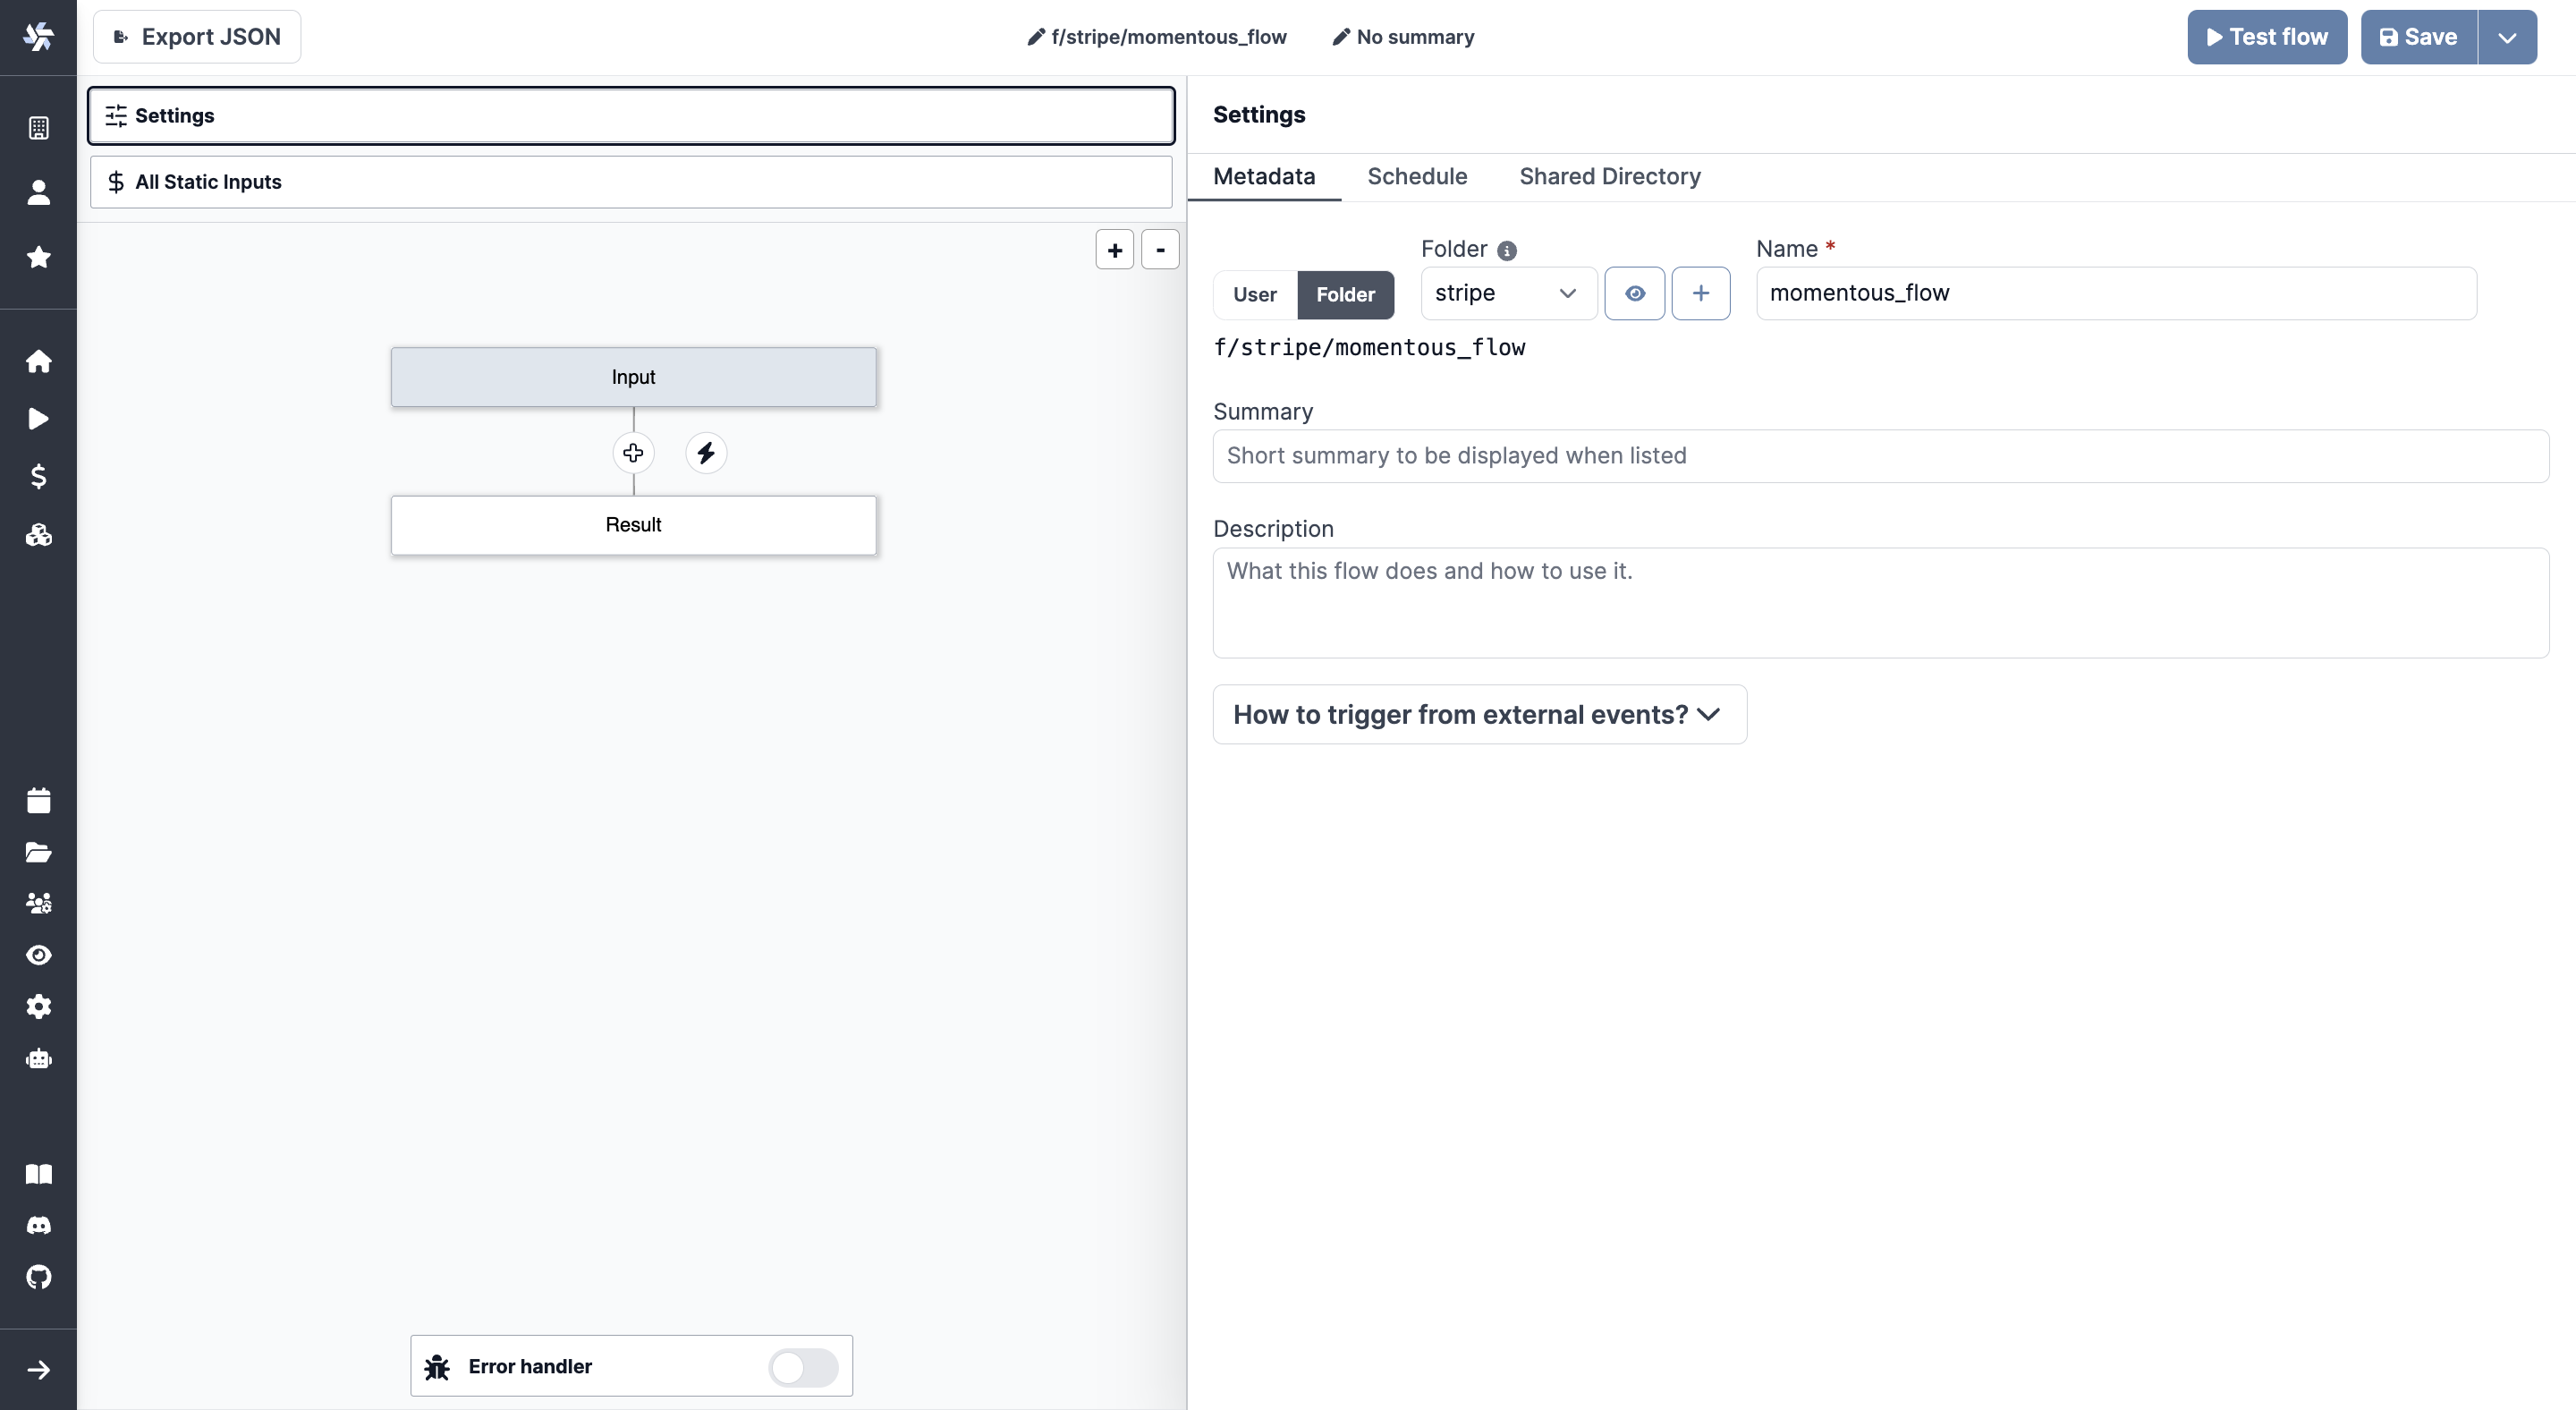 Export JSON
f/stripe/momentous_flow
No summary
Test flow
Save
Settings
All Static Inputs
+
-
Input
Result
Error handler
Settings
Metadata
Schedule
Shared Directory
User
Folder
Folder
stripe
Name *
momentous_flow
f/stripe/momentous_flow
Summary
Short summary to be displayed when listed
Description
What this flow does and how to use it.
How to trigger from external events?